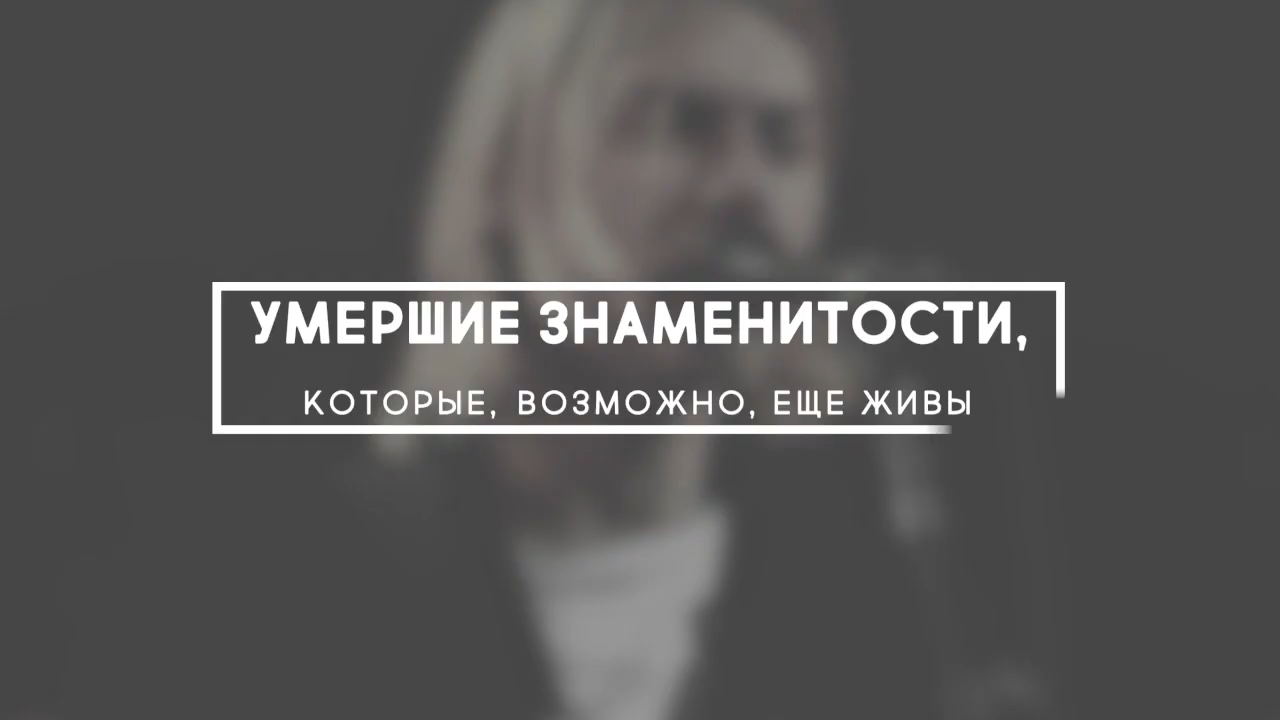 УМЕРШИЕ ЗНАМЕНИТОСТИ,
КОТОРЫЕ, ВОЗМОЖНО, ЕЩЕ ЖИВЫ